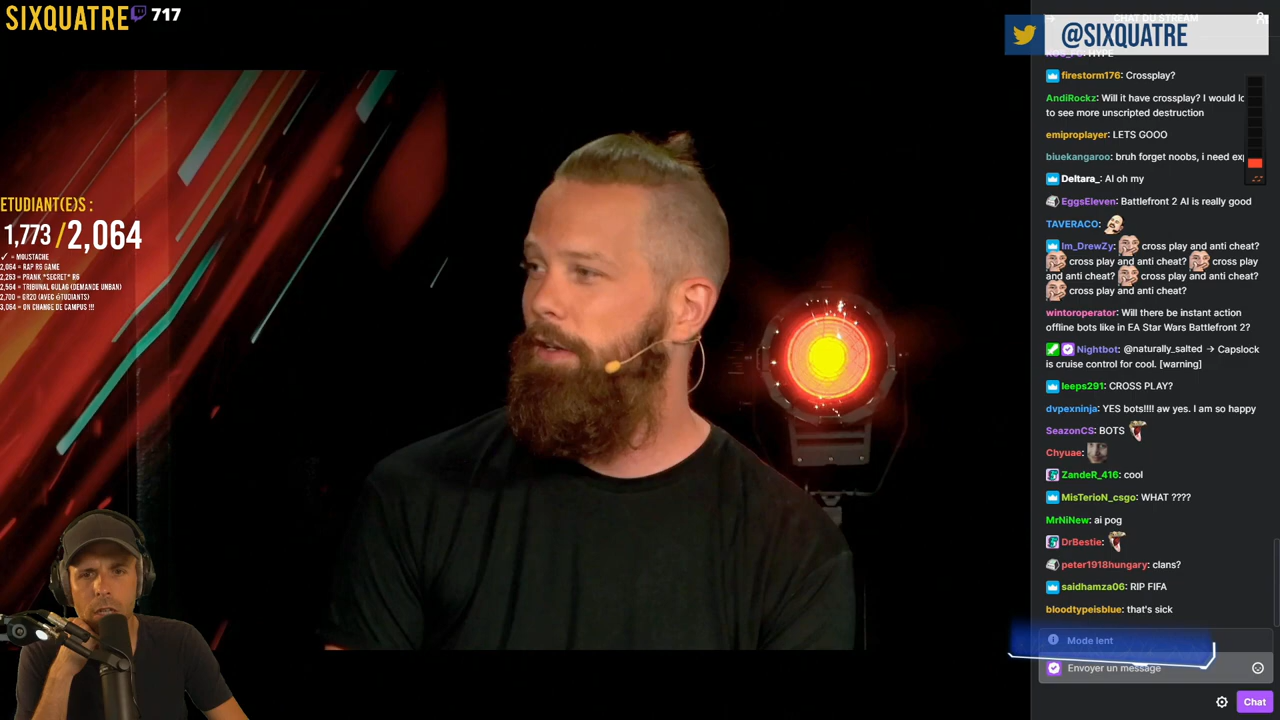 SIXQUATRE 717
ETUDIANT(E)S :
1,773 / 2,064
✓ = MOUSTACHE
2,064 = RAP R6 GAME
2,263 = PRANK *SECRET* R6
2,564 = TRIBUNAL GULAG (DEMANDE UNBAN)
2,700 = GR20 (AVEC ÉTUDIANTS)
3,064 = ON CHANGE DE CAMPUS !!!
CHAT DU STREAM
@SIXQUATRE
firestorm176: Crossplay?
AndiRockz: Will it have crossplay? I would
to see more unscripted destruction
emiproplayer: LETS GOOO
biuekangaroo: bruh forget noobs, i need
Deltara_: AI oh my
EggsEleven: Battlefront 2 AI is really good
TAVERACO:
Im_DrewZy: cross play and anti cheat?
cross play and anti cheat? cross play
and anti cheat? cross play and anti cheat?
cross play and anti cheat?
wintoroperator: Will there be instant action
offline bots like in EA Star Wars Battlefront 2?
Nightbot: @naturally_salted → Capslock
is cruise control for cool. [warning]
leeps291: CROSS PLAY?
dvpexninja: YES bots!!!! aw yes. I am so happy
SeazonCS: BOTS
Chyuae:
ZandeR_416: cool
MisTerioN_csgo: WHAT ????
MrNiNew: ai pog
DrBestie:
peter1918hungary: clans?
saidhamza06: RIP FIFA
bloodtypeisblue: that's sick
Mode lent
Envoyer un message
Chat